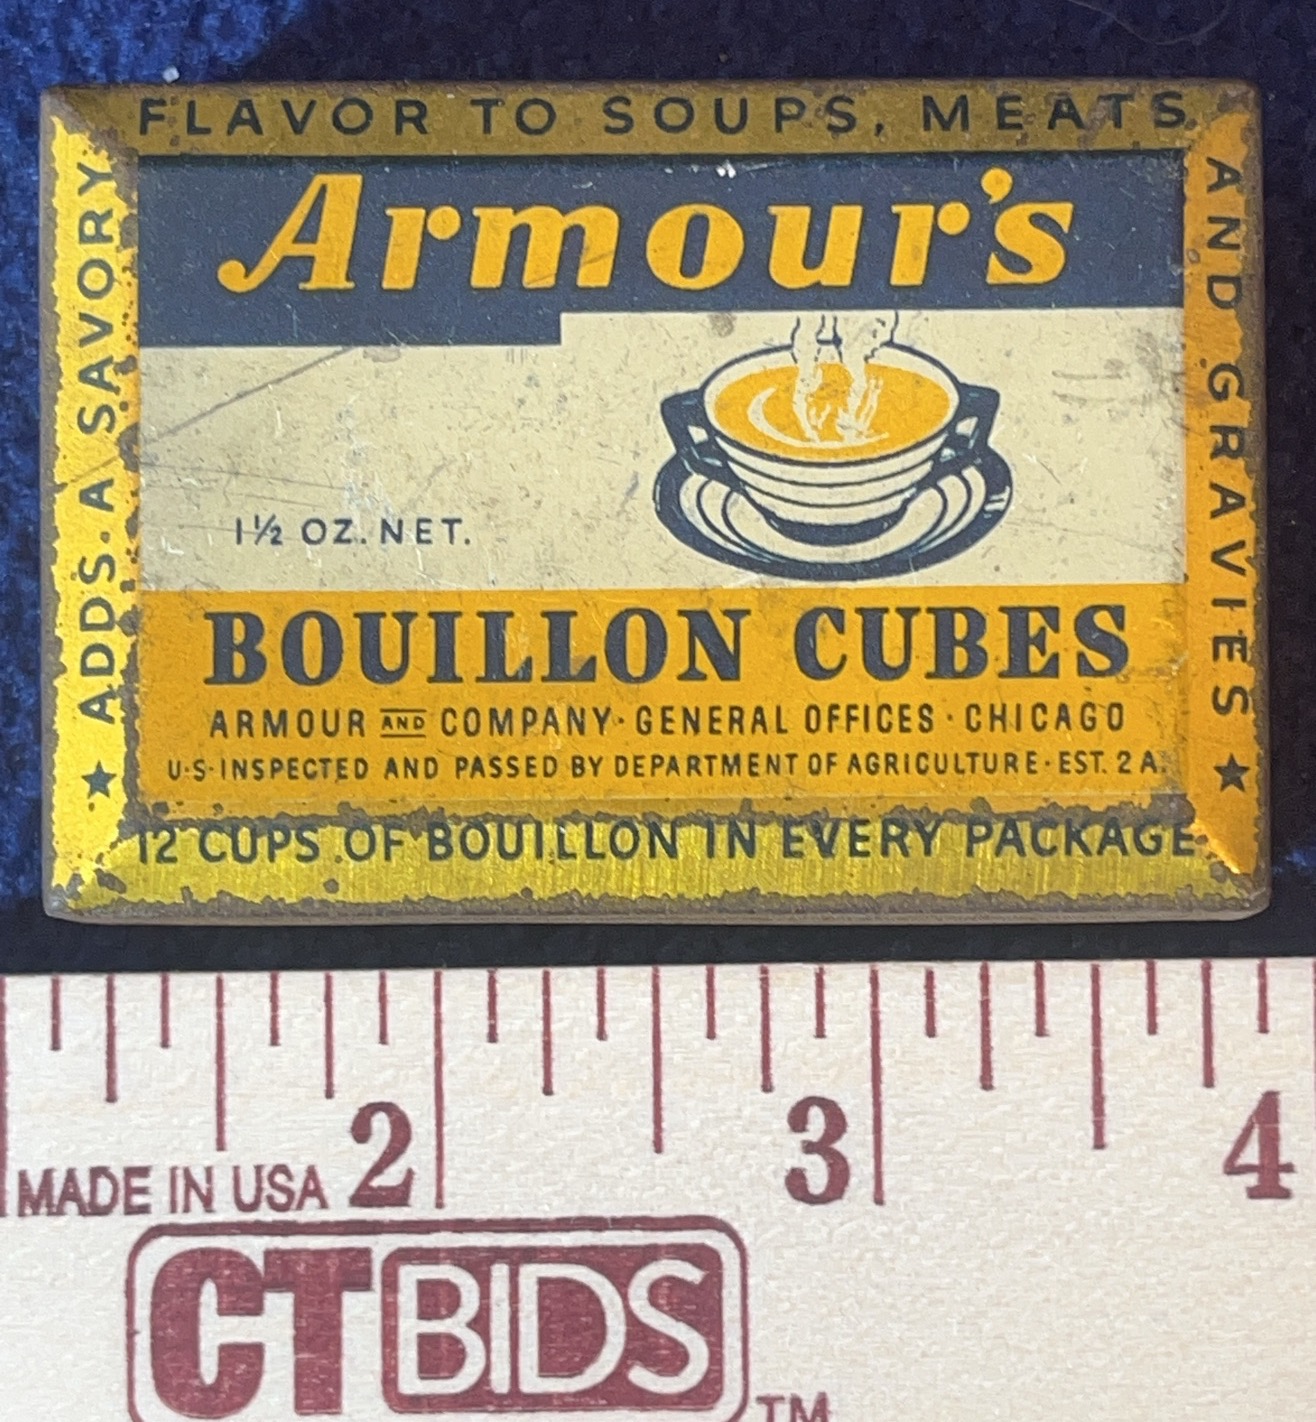 ADDS A SAVORY
FLAVOR TO SOUPS, MEATS
AND GRAVIES
Armour's
1½ OZ. NET.
BOUILLON CUBES
ARMOUR AND COMPANY · GENERAL OFFICES · CHICAGO
U·S·INSPECTED AND PASSED BY DEPARTMENT OF AGRICULTURE·EST. 2 A.
12 CUPS OF BOUILLON IN EVERY PACKAGE
2 3 4
MADE IN USA
CTBIDS TM